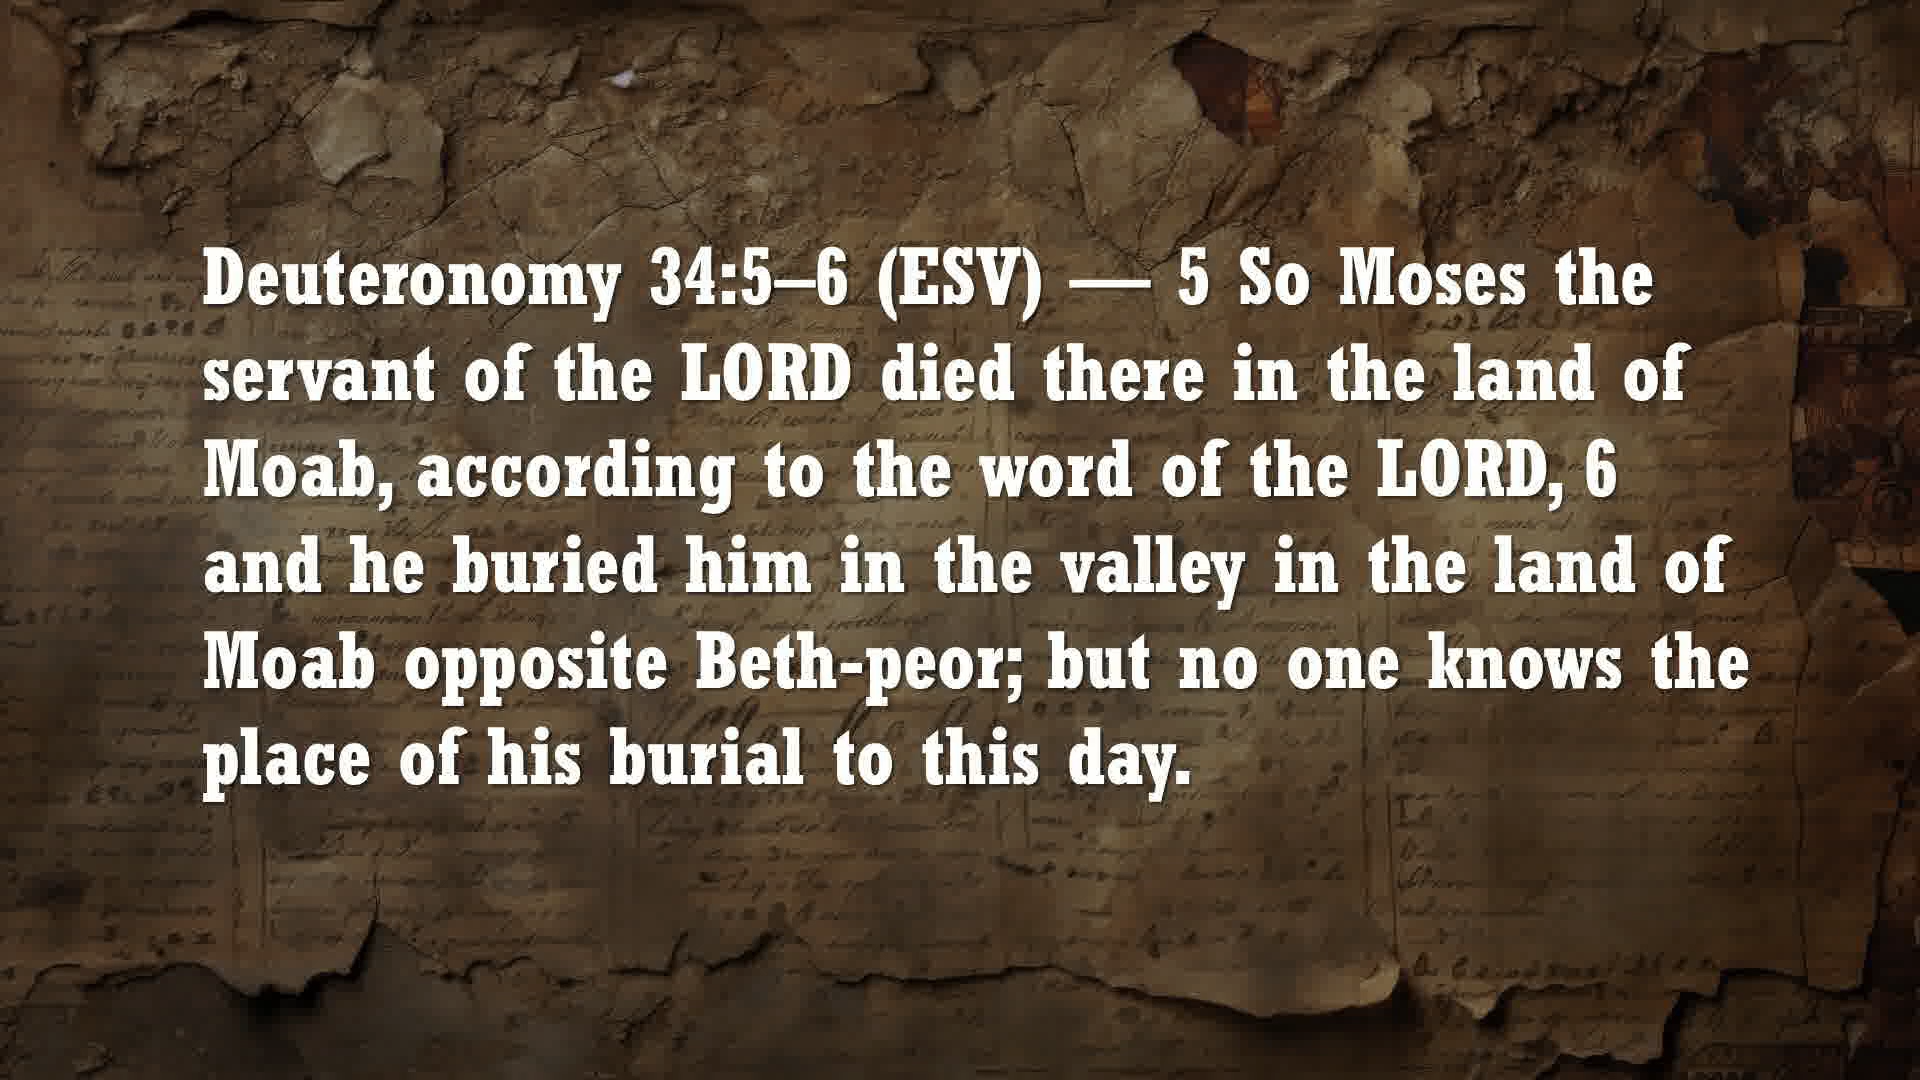 Deuteronomy 34:5–6 (ESV) — 5 So Moses the
servant of the LORD died there in the land of
Moab, according to the word of the LORD, 6
and he buried him in the valley in the land of
Moab opposite Beth-peor; but no one knows the
place of his burial to this day.